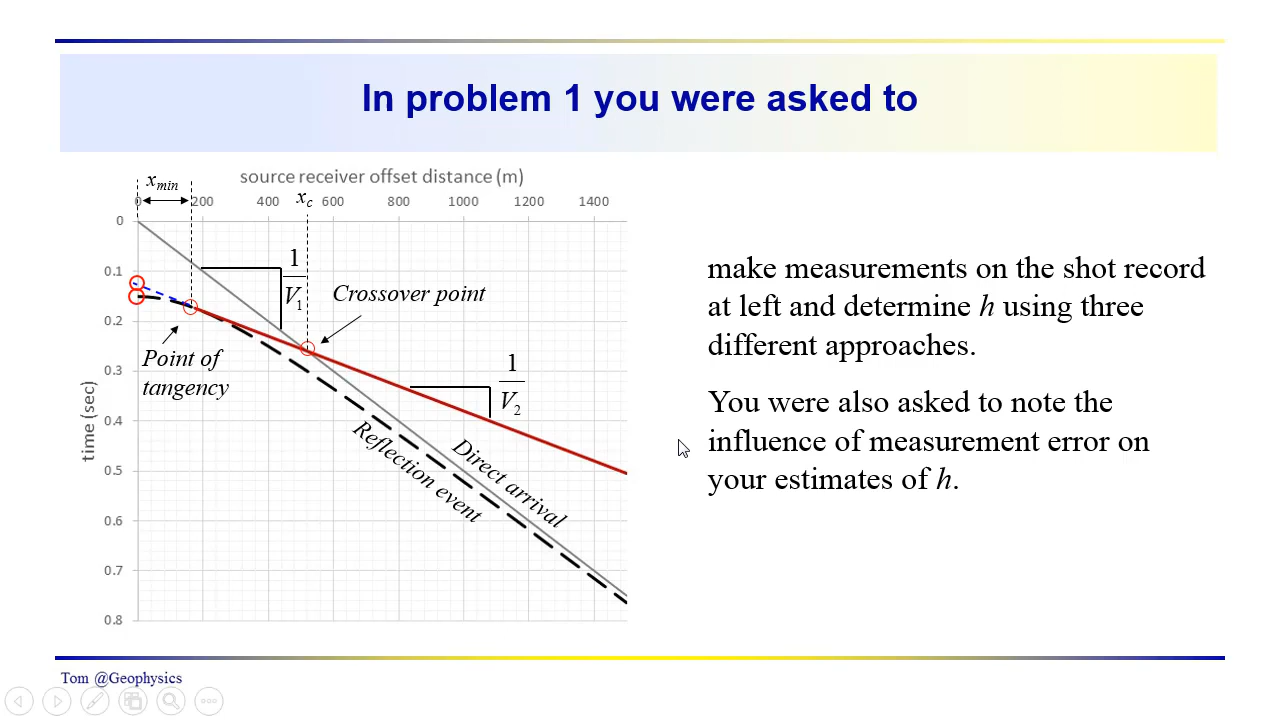 In problem 1 you were asked to
source receiver offset distance (m)
x_min
x_c
0 200 400 600 800 1000 1200 1400
0
0.1
0.2
0.3
0.4
0.5
0.6
0.7
0.8
time (sec)
1
V₁
Crossover point
Point of
tangency
1
V₂
Reflection event
Direct arrival
make measurements on the shot record
at left and determine h using three
different approaches.
You were also asked to note the
influence of measurement error on
your estimates of h.
Tom @Geophysics